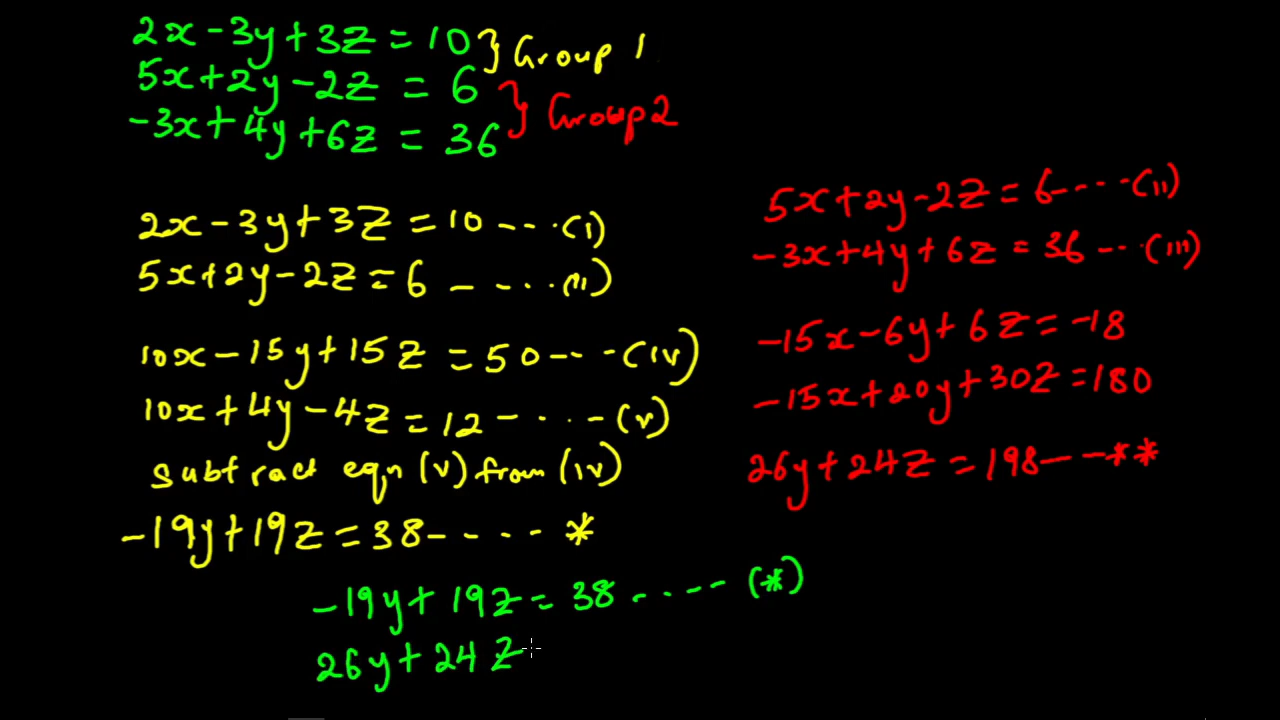 2x-3y+3z=10 } Group 1
5x+2y-2z=6
-3x+4y+6z=36 } Group 2
2x-3y+3z=10 --- ·(i)
5x+2y-2z=6 - - ···(ii)
10x-15y+15z=50-- -(iv)
10x+4y-4z=12 - · · · -(v)
subtract eqn (v) from (iv)
-19y+19z=38- - - - - *
5x+2y-2z=6-···-(ii)
-3x+4y+6z=36 -- ·(iii)
-15x-6y+6z=-18
-15x+20y+30z=180
26y+24z=198- --**
-19y+19z=38-..-- (*)
26y+24z